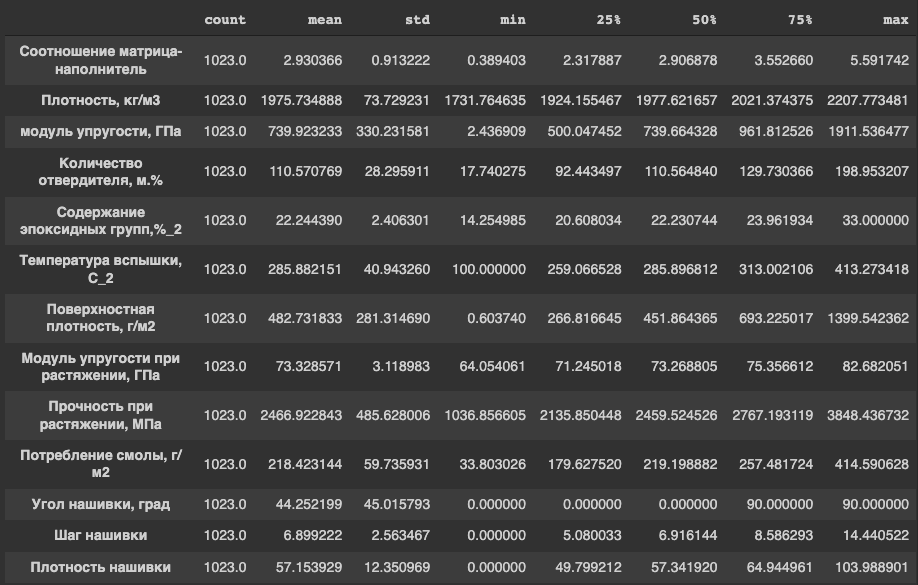 count mean std min 25% 50% 75% max
Соотношение матрица-
наполнитель 1023.0 2.930366 0.913222 0.389403 2.317887 2.906878 3.552660 5.591742
Плотность, кг/м3 1023.0 1975.734888 73.729231 1731.764635 1924.155467 1977.621657 2021.374375 2207.773481
модуль упругости, ГПа 1023.0 739.923233 330.231581 2.436909 500.047452 739.664328 961.812526 1911.536477
Количество
отвердителя, м.% 1023.0 110.570769 28.295911 17.740275 92.443497 110.564840 129.730366 198.953207
Содержание
эпоксидных групп,%_2 1023.0 22.244390 2.406301 14.254985 20.608034 22.230744 23.961934 33.000000
Температура вспышки,
С_2 1023.0 285.882151 40.943260 100.000000 259.066528 285.896812 313.002106 413.273418
Поверхностная
плотность, г/м2 1023.0 482.731833 281.314690 0.603740 266.816645 451.864365 693.225017 1399.542362
Модуль упругости при
растяжении, ГПа 1023.0 73.328571 3.118983 64.054061 71.245018 73.268805 75.356612 82.682051
Прочность при
растяжении, МПа 1023.0 2466.922843 485.628006 1036.856605 2135.850448 2459.524526 2767.193119 3848.436732
Потребление смолы, г/
м2 1023.0 218.423144 59.735931 33.803026 179.627520 219.198882 257.481724 414.590628
Угол нашивки, град 1023.0 44.252199 45.015793 0.000000 0.000000 0.000000 90.000000 90.000000
Шаг нашивки 1023.0 6.899222 2.563467 0.000000 5.080033 6.916144 8.586293 14.440522
Плотность нашивки 1023.0 57.153929 12.350969 0.000000 49.799212 57.341920 64.944961 103.988901